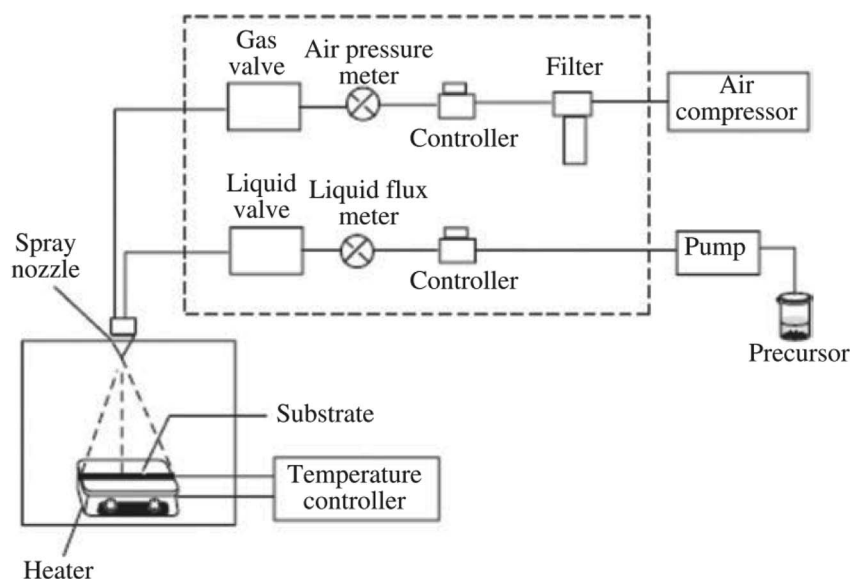 Gas
valve
Air pressure
meter
Controller
Filter
Air
compressor
Liquid
valve
Liquid flux
meter
Controller
Pump
Precursor
Spray
nozzle
Substrate
Temperature
controller
Heater